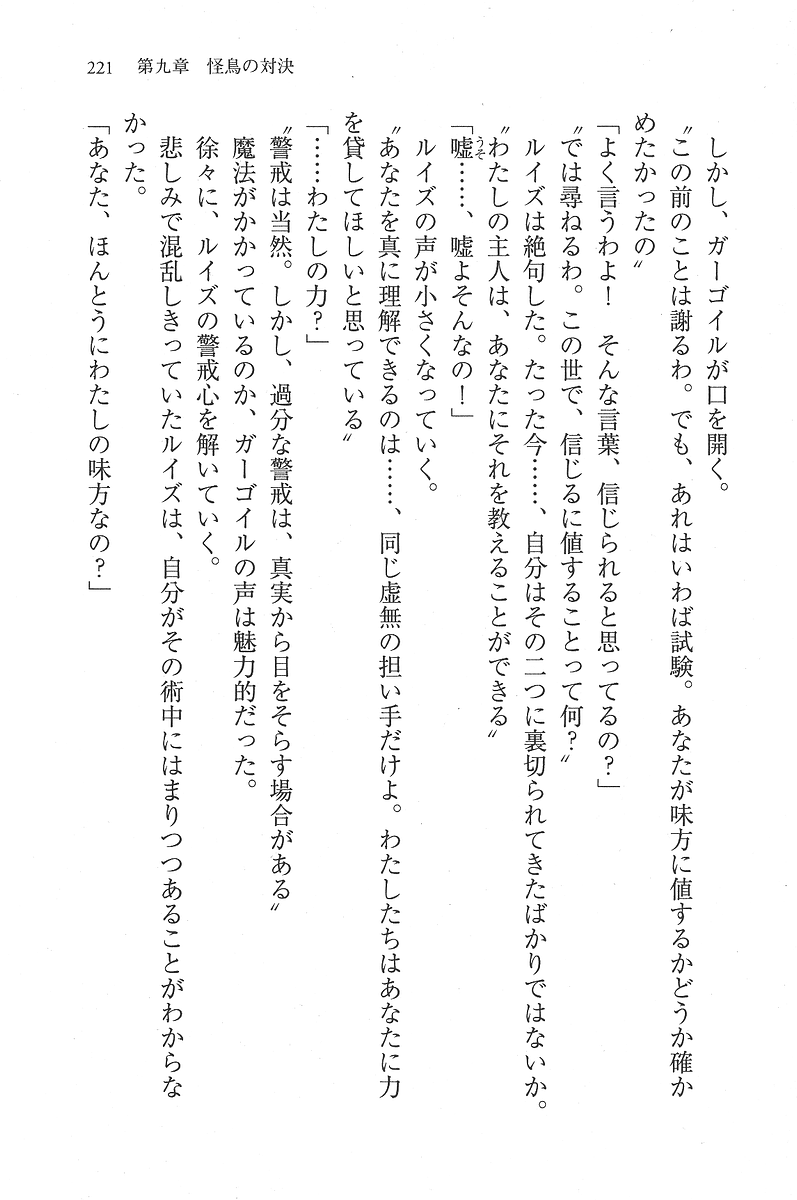 221 第九章 怪鳥の対決
しかし、ガーゴイルが口を開く。
〝この前のことは謝るわ。でも、あれはいわば試験。あなたが味方に値するかどうか確か
めたかったの〟
「よく言うわよ！　そんな言葉、信じられると思ってるの？」
〝では尋ねるわ。この世で、信じるに値することって何？〟
ルイズは絶句した。たった今……、自分はその二つに裏切られてきたばかりではないか。
〝わたしの主人は、あなたにそれを教えることができる〟
「嘘……、嘘よそんなの！」
ルイズの声が小さくなっていく。
〝あなたを真に理解できるのは……、同じ虚無の担い手だけよ。わたしたちはあなたに力
を貸してほしいと思っている〟
「……わたしの力？」
〝警戒は当然。しかし、過分な警戒は、真実から目をそらす場合がある〟
魔法がかかっているのか、ガーゴイルの声は魅力的だった。
徐々に、ルイズの警戒心を解いていく。
悲しみで混乱しきっていたルイズは、自分がその術中にはまりつつあることがわからな
かった。
「あなた、ほんとうにわたしの味方なの？」